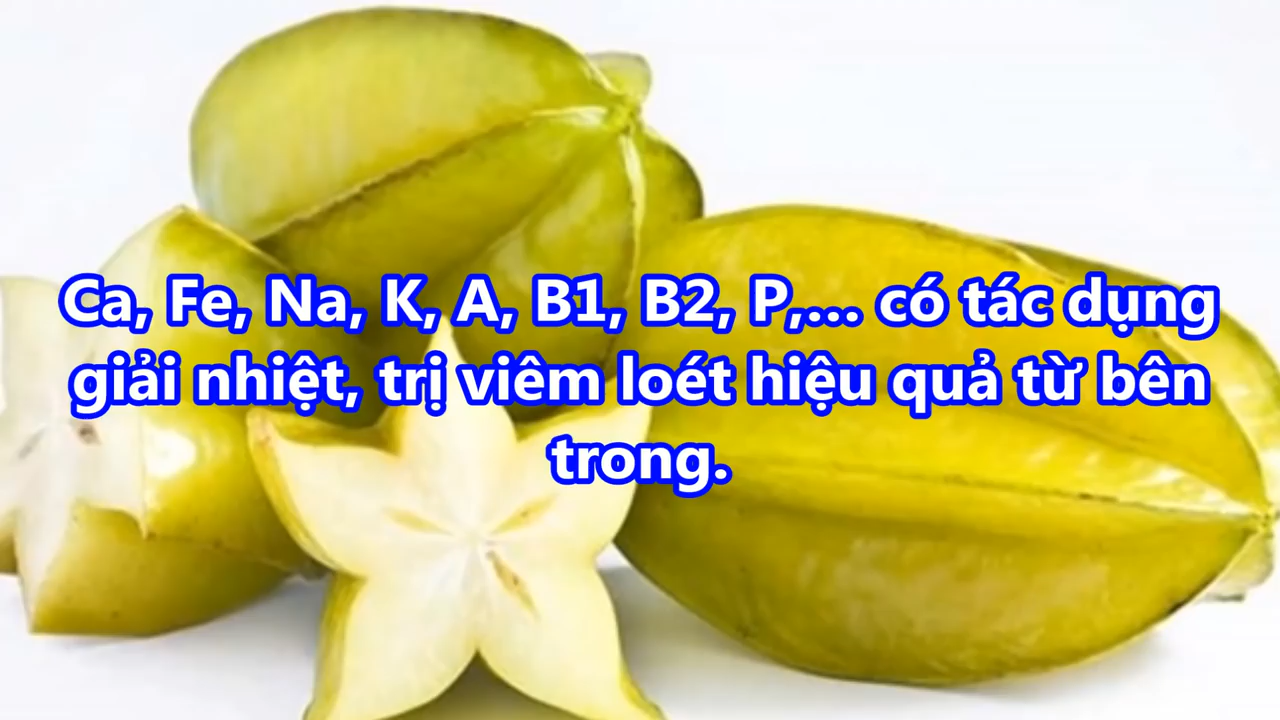 Ca, Fe, Na, K, A, B1, B2, P,... có tác dụng
giải nhiệt, trị viêm loét hiệu quả từ bên
trong.